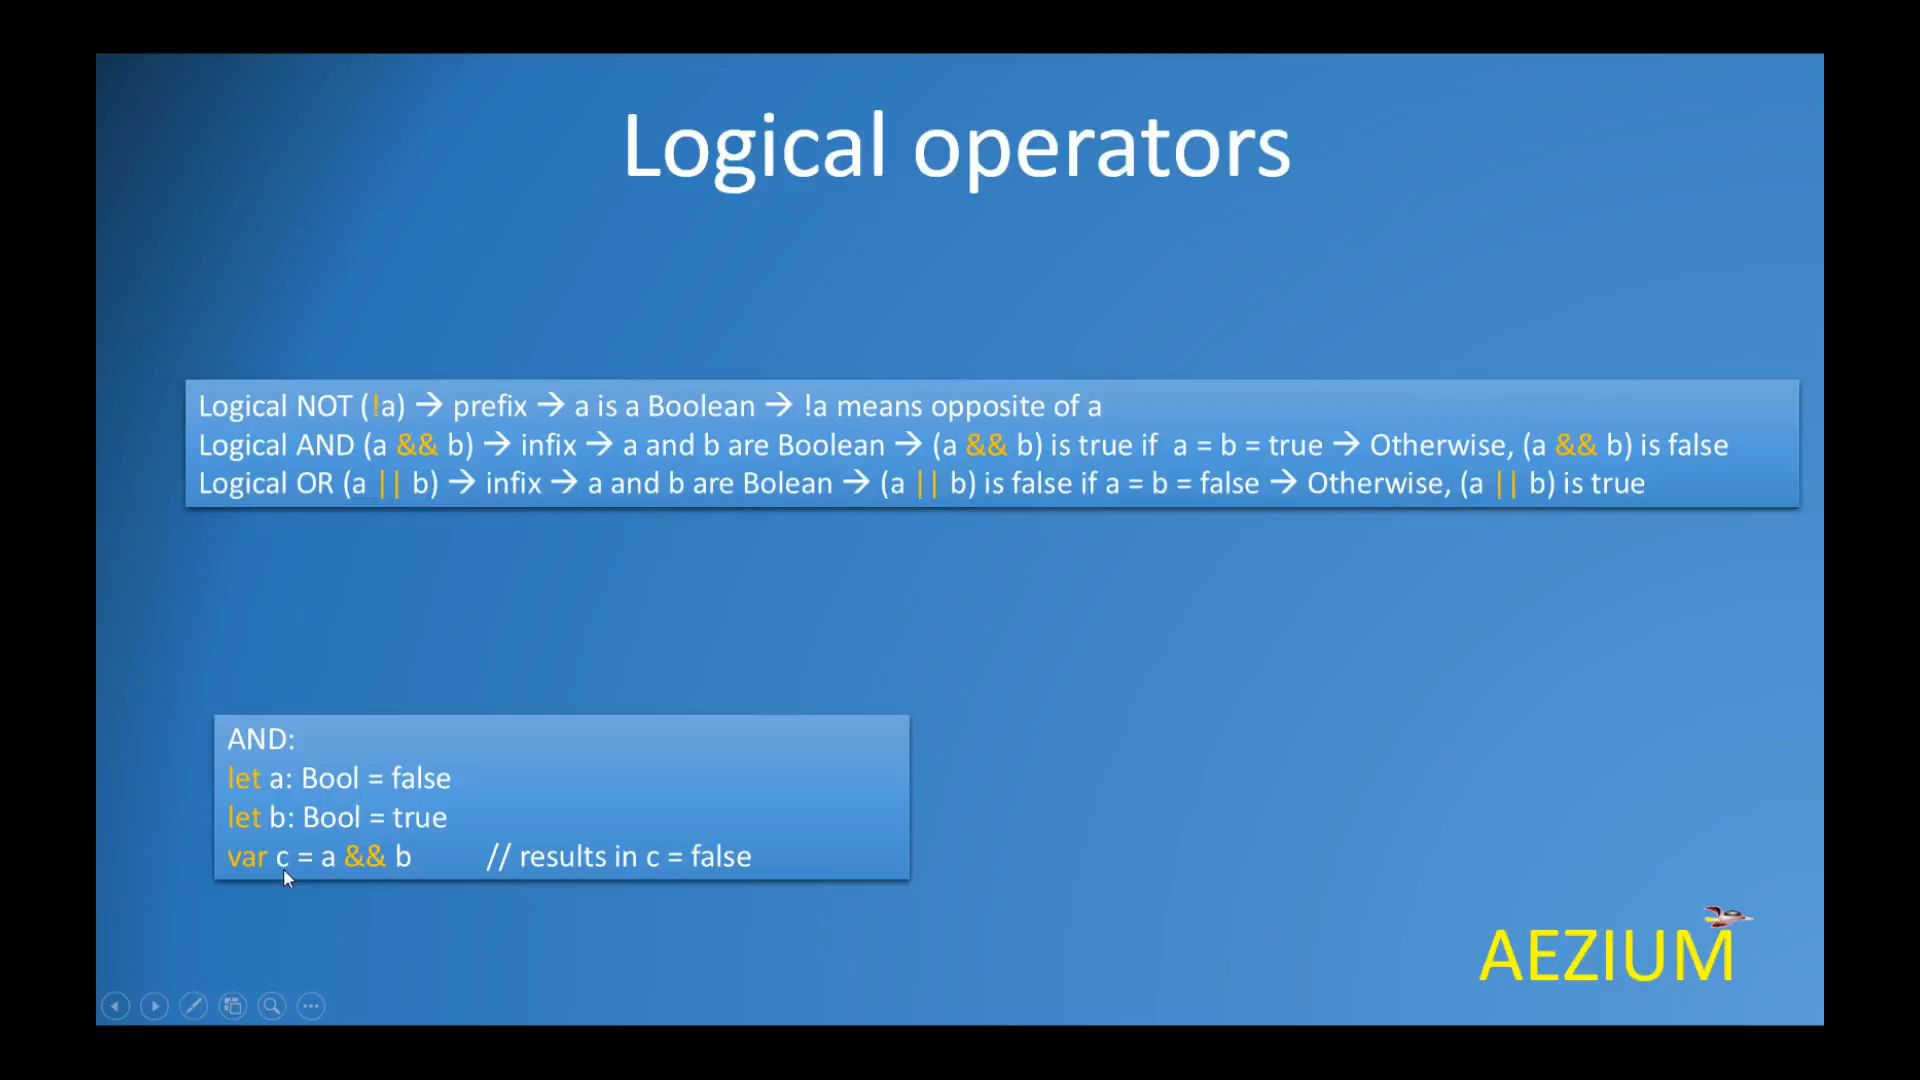 Logical operators
Logical NOT (!a) → prefix → a is a Boolean → !a means opposite of a
Logical AND (a && b) → infix → a and b are Boolean → (a && b) is true if a = b = true → Otherwise, (a && b) is false
Logical OR (a || b) → infix → a and b are Bolean → (a || b) is false if a = b = false → Otherwise, (a || b) is true
AND:
let a: Bool = false
let b: Bool = true
var c = a && b // results in c = false
AEZIUM